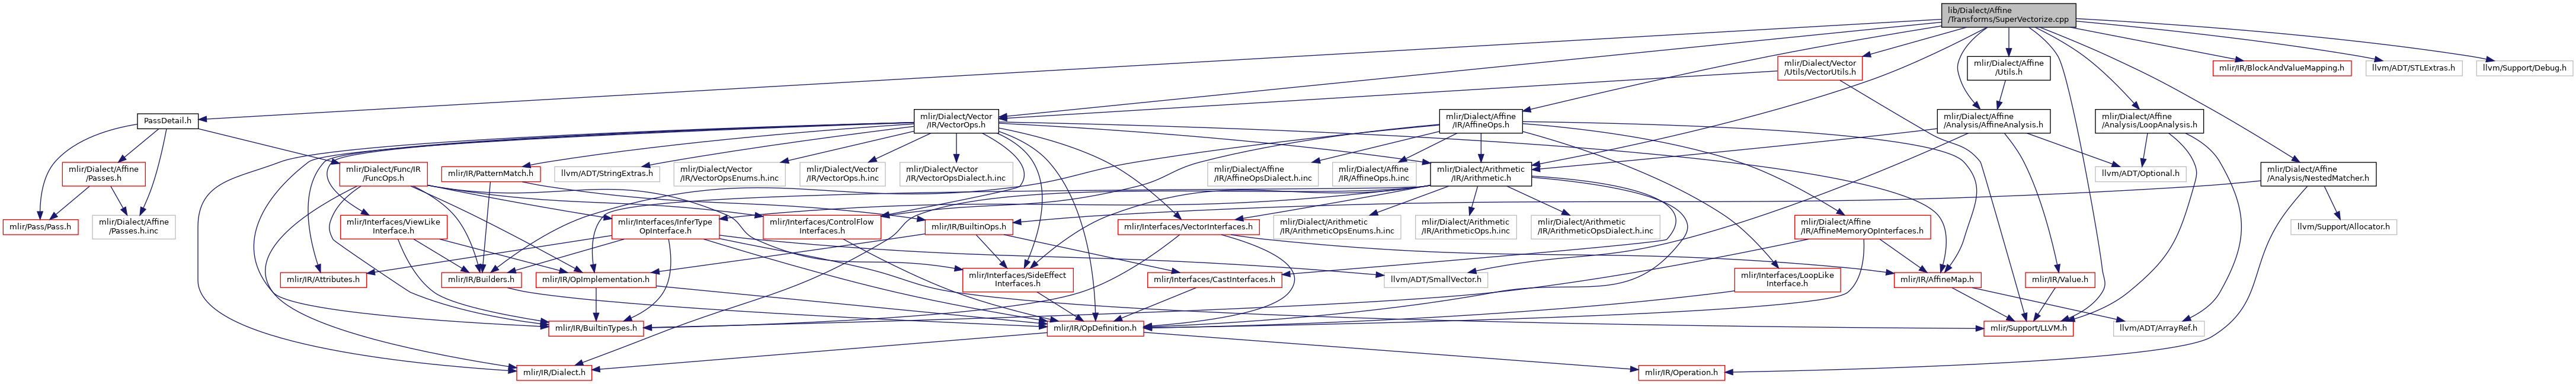 lib/Dialect/Affine
/Transforms/SuperVectorize.cpp
mlir/Dialect/Vector
/Utils/VectorUtils.h
mlir/Dialect/Affine
/Utils.h
mlir/IR/BlockAndValueMapping.h
llvm/ADT/STLExtras.h
llvm/Support/Debug.h
PassDetail.h
mlir/Dialect/Vector
/IR/VectorOps.h
mlir/Dialect/Affine
/IR/AffineOps.h
mlir/Dialect/Affine
/Analysis/AffineAnalysis.h
mlir/Dialect/Affine
/Analysis/LoopAnalysis.h
mlir/Dialect/Affine
/Passes.h
mlir/Dialect/Func/IR
/FuncOps.h
mlir/IR/PatternMatch.h
llvm/ADT/StringExtras.h
mlir/Dialect/Vector
/IR/VectorOpsEnums.h.inc
mlir/Dialect/Vector
/IR/VectorOps.h.inc
mlir/Dialect/Vector
/IR/VectorOpsDialect.h.inc
mlir/Dialect/Affine
/IR/AffineOpsDialect.h.inc
mlir/Dialect/Affine
/IR/AffineOps.h.inc
mlir/Dialect/Arithmetic
/IR/Arithmetic.h
llvm/ADT/Optional.h
mlir/Dialect/Affine
/Analysis/NestedMatcher.h
mlir/Pass/Pass.h
mlir/Dialect/Affine
/Passes.h.inc
mlir/Interfaces/ViewLike
Interface.h
mlir/Interfaces/InferType
OpInterface.h
mlir/Interfaces/ControlFlow
Interfaces.h
mlir/IR/BuiltinOps.h
mlir/Interfaces/VectorInterfaces.h
mlir/Dialect/Arithmetic
/IR/ArithmeticOpsEnums.h.inc
mlir/Dialect/Arithmetic
/IR/ArithmeticOps.h.inc
mlir/Dialect/Arithmetic
/IR/ArithmeticOpsDialect.h.inc
mlir/Dialect/Affine
/IR/AffineMemoryOpInterfaces.h
llvm/Support/Allocator.h
mlir/IR/Attributes.h
mlir/IR/Builders.h
mlir/IR/OpImplementation.h
mlir/Interfaces/SideEffect
Interfaces.h
mlir/Interfaces/CastInterfaces.h
llvm/ADT/SmallVector.h
mlir/Interfaces/LoopLike
Interface.h
mlir/IR/AffineMap.h
mlir/IR/Value.h
mlir/IR/BuiltinTypes.h
mlir/IR/OpDefinition.h
mlir/Support/LLVM.h
llvm/ADT/ArrayRef.h
mlir/IR/Dialect.h
mlir/IR/Operation.h